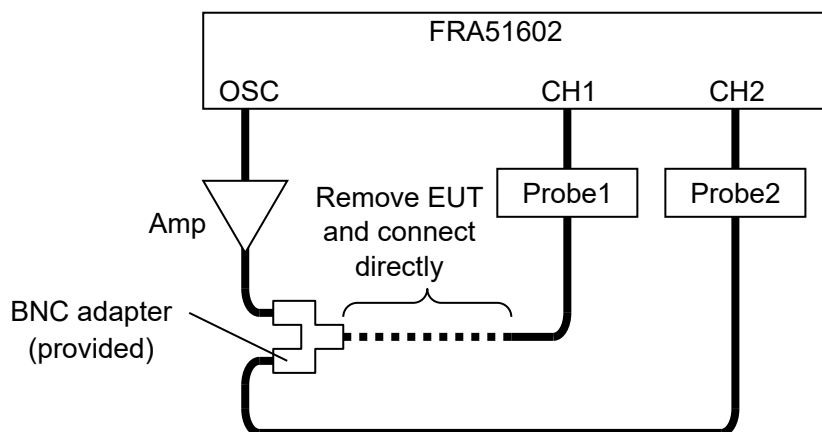 FRA51602
OSC
CH1
CH2
Probe1
Probe2
Remove EUT
and connect
directly
Amp
BNC adapter
(provided)